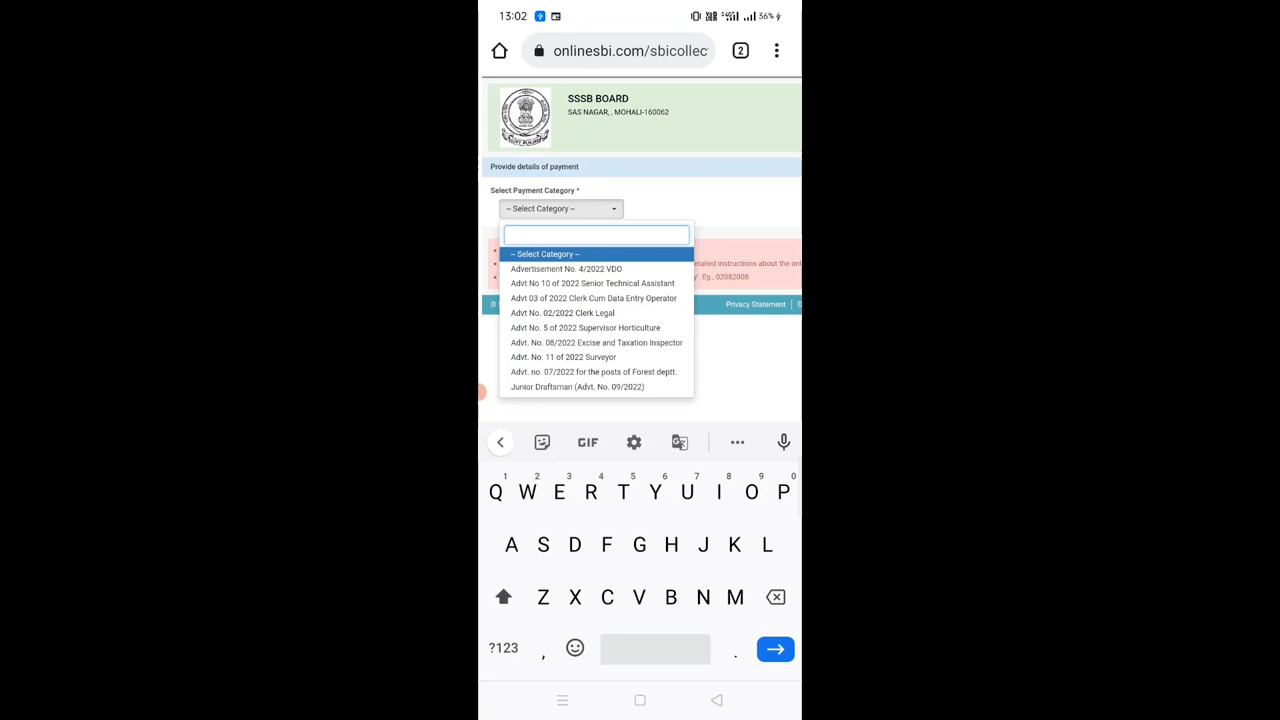 13:02
36%
onlinesbi.com/sbicollec
2
SSSB BOARD
SAS NAGAR, , MOHALI-160062
Provide details of payment
Select Payment Category *
-- Select Category --
-- Select Category --
Advertisement No. 4/2022 VDO
Advt No 10 of 2022 Senior Technical Assistant
Advt 03 of 2022 Clerk Cum Data Entry Operator
Advt No. 02/2022 Clerk Legal
Advt No. 5 of 2022 Supervisor Horticulture
Advt. No. 08/2022 Excise and Taxation Inspector
Advt. No. 11 of 2022 Surveyor
Advt. no. 07/2022 for the posts of Forest deptt.
Junior Draftsman (Advt. No. 09/2022)
etailed instructions about the onl
y'. Eg., 02082008
©
Privacy Statement
D
GIF
1 2 3 4 5 6 7 8 9 0
Q W E R T Y U I O P
A S D F G H J K L
Z X C V B N M
?123 , .